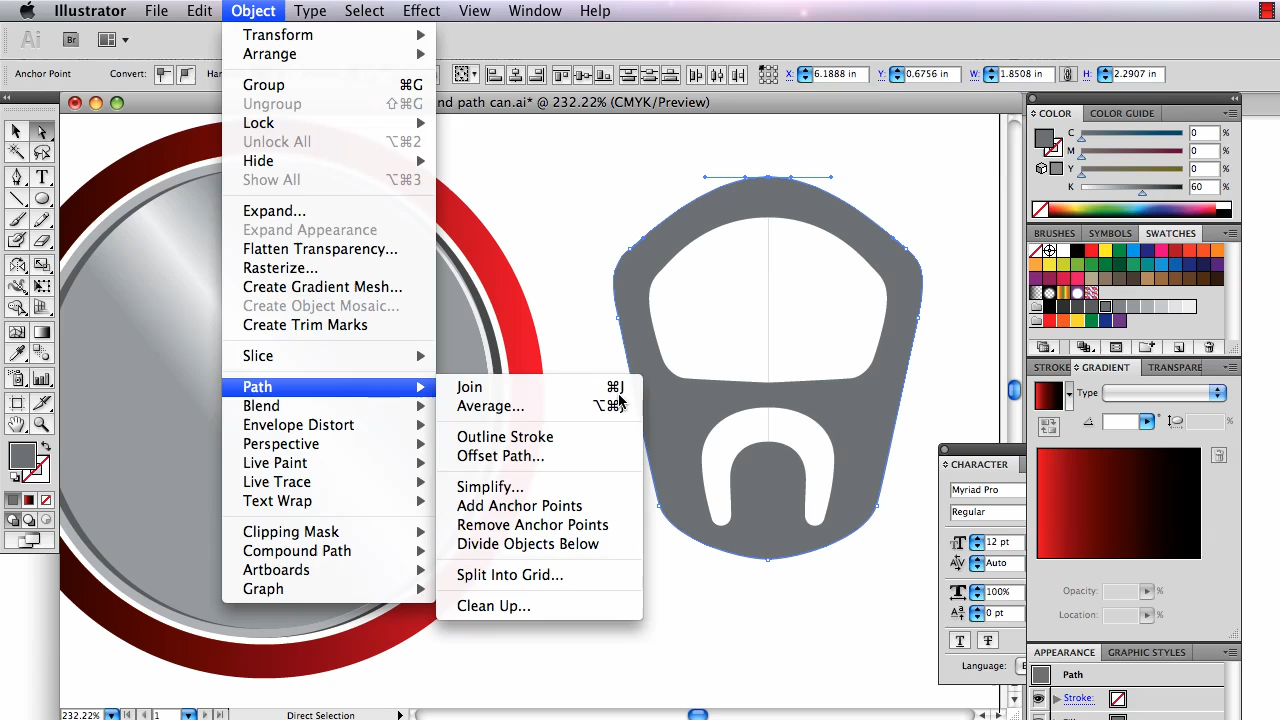 Illustrator File Edit Object Type Select Effect View Window Help
Ai Br
Anchor Point Convert: X: 6.1888 in Y: 0.6756 in W: 1.8508 in H: 2.2907 in
nd path can.ai* @ 232.22% (CMYK/Preview)
Transform
Arrange
Group ⌘G
Ungroup ⇧⌘G
Lock
Unlock All ⌥⌘2
Hide
Show All ⌥⌘3
Expand...
Expand Appearance
Flatten Transparency...
Rasterize...
Create Gradient Mesh...
Create Object Mosaic...
Create Trim Marks
Slice
Path
Blend
Envelope Distort
Perspective
Live Paint
Live Trace
Text Wrap
Clipping Mask
Compound Path
Artboards
Graph
Join ⌘J
Average...
Outline Stroke
Offset Path...
Simplify...
Add Anchor Points
Remove Anchor Points
Divide Objects Below
Split Into Grid...
Clean Up...
COLOR COLOR GUIDE
C 0 %
M 0 %
Y 0 %
K 60 %
BRUSHES SYMBOLS SWATCHES
STROKE GRADIENT TRANSPARE
Type
Opacity: %
Location: %
CHARACTER
Myriad Pro
Regular
12 pt
Auto
100%
0 pt
Language:
APPEARANCE GRAPHIC STYLES
Path
Stroke:
232.22% 1 Direct Selection